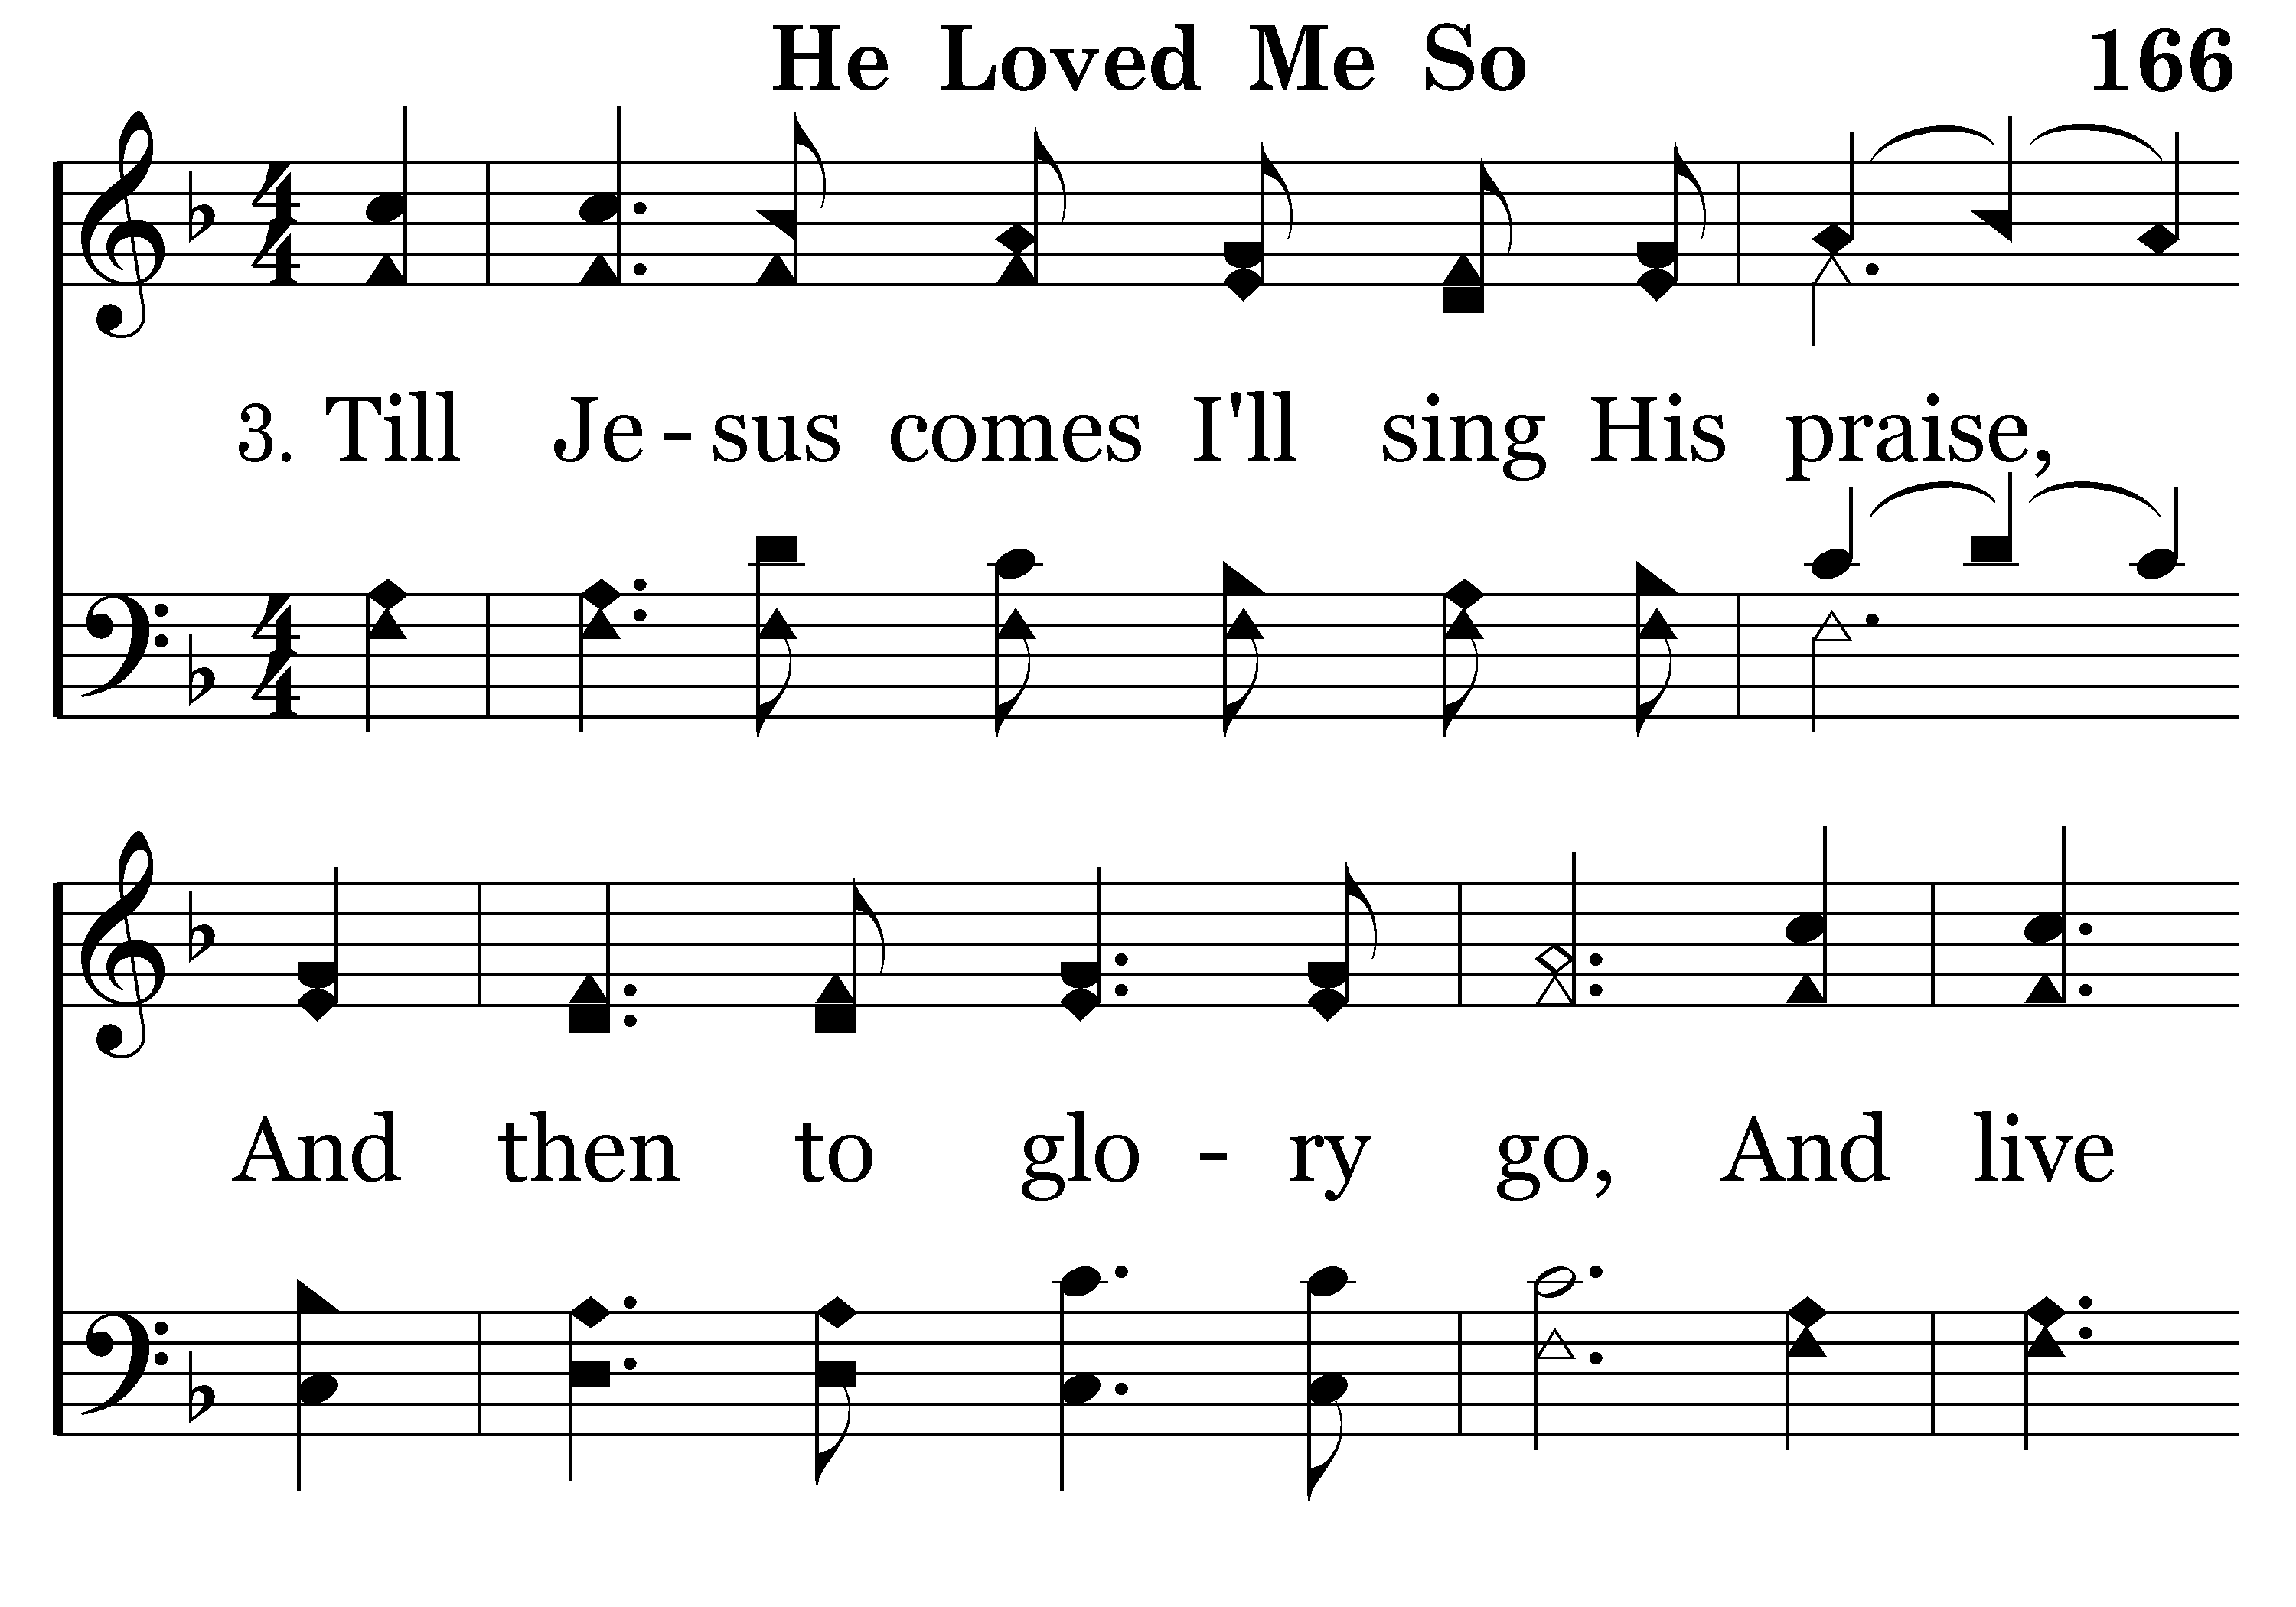 He Loved Me So 166
3. Till Je - sus comes I'll sing His praise,
And then to glo - ry go, And live